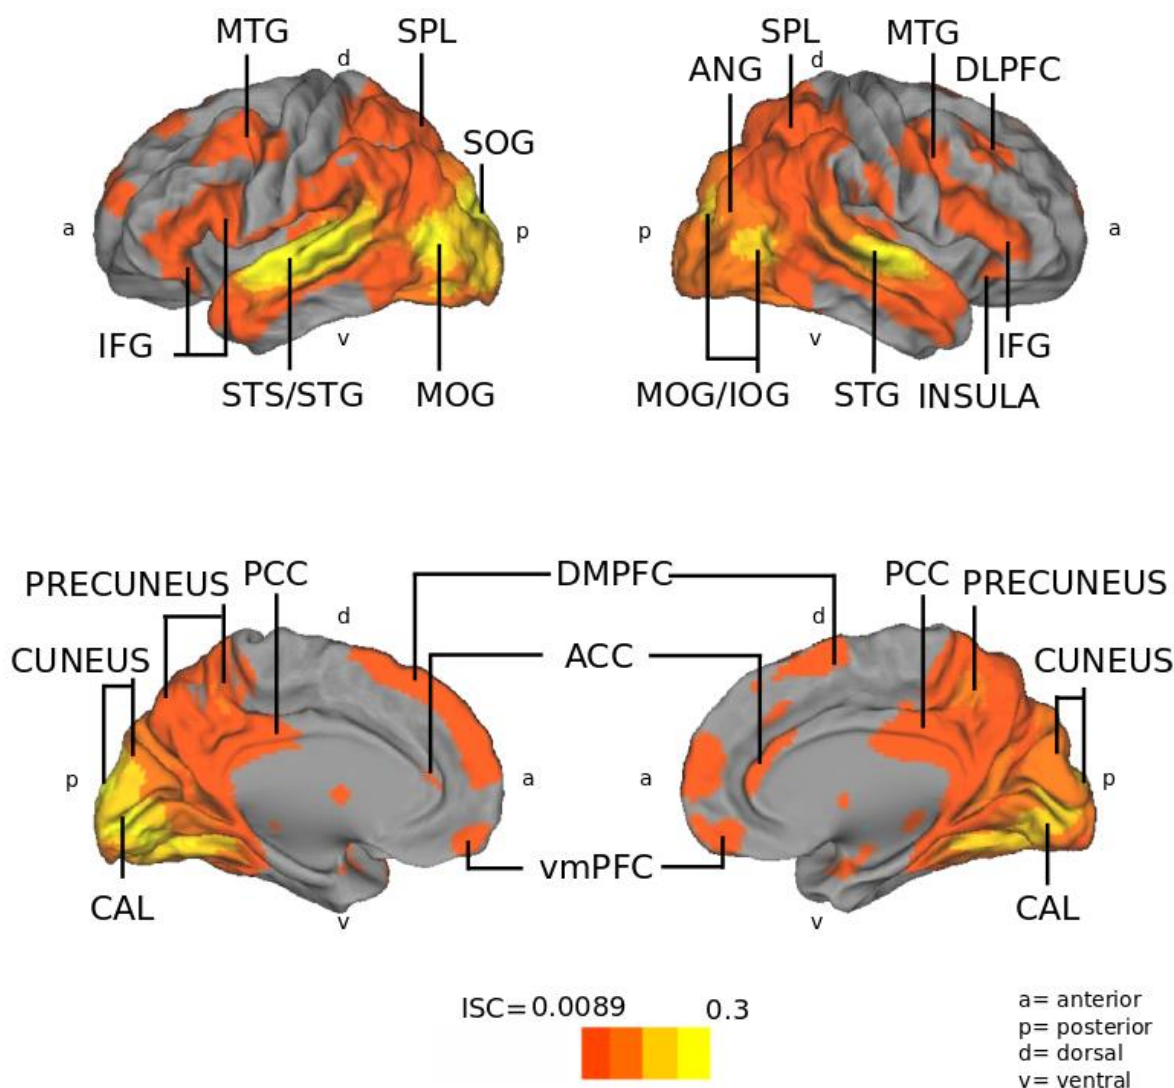 MTG SPL
d
SOG
a
p
IFG
v
STS/STG MOG
SPL MTG
ANG d DLPFC
p
a
v
IFG
MOG/IOG STG INSULA
PRECUNEUS PCC DMPFC PCC PRECUNEUS
d d
CUNEUS ACC CUNEUS
p a a p
vmPFC
CAL CAL
v v
ISC= 0.0089 0.3
a= anterior
p= posterior
d= dorsal
v= ventral